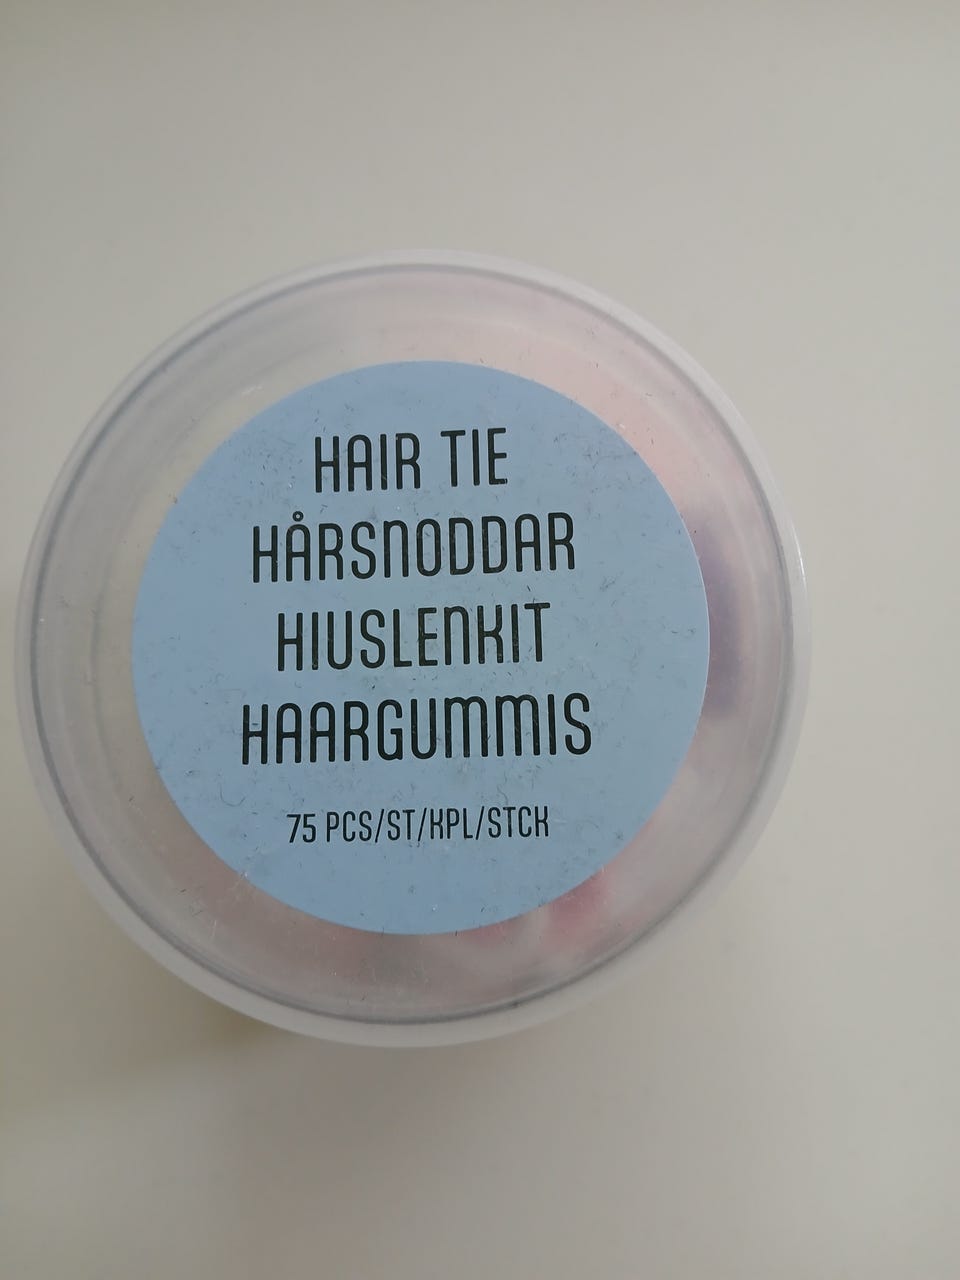 HAIR TIE
HÅRSNODDAR
HIUSLENKIT
HAARGUMMIS
75 PCS/ST/KPL/STCK